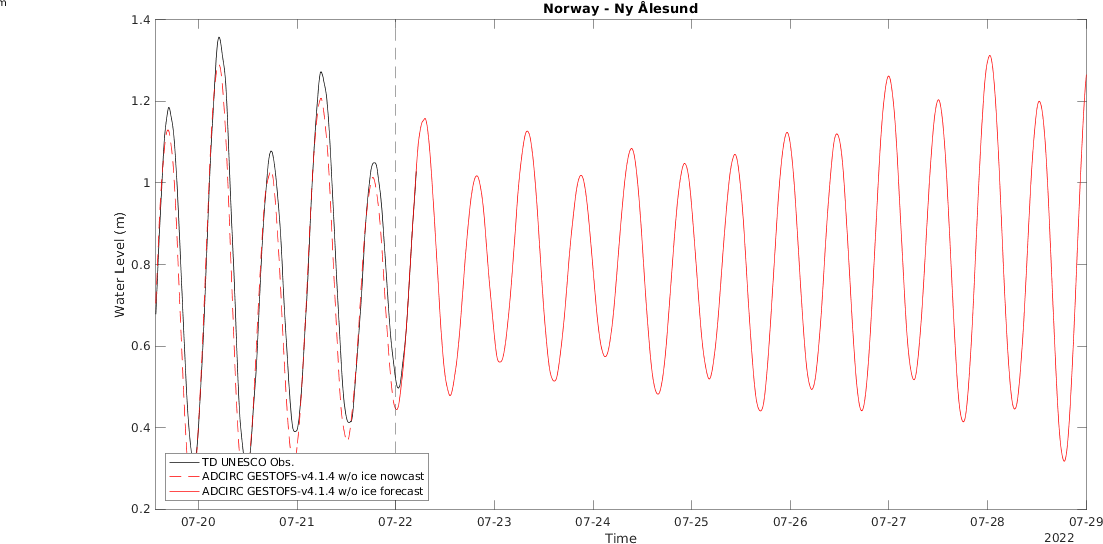 m
Norway - Ny Ålesund
Water Level (m)
1.4
1.2
1
0.8
0.6
0.4
0.2
TD UNESCO Obs.
ADCIRC GESTOFS-v4.1.4 w/o ice nowcast
ADCIRC GESTOFS-v4.1.4 w/o ice forecast
07-20 07-21 07-22 07-23 07-24 07-25 07-26 07-27 07-28 07-29
Time
2022